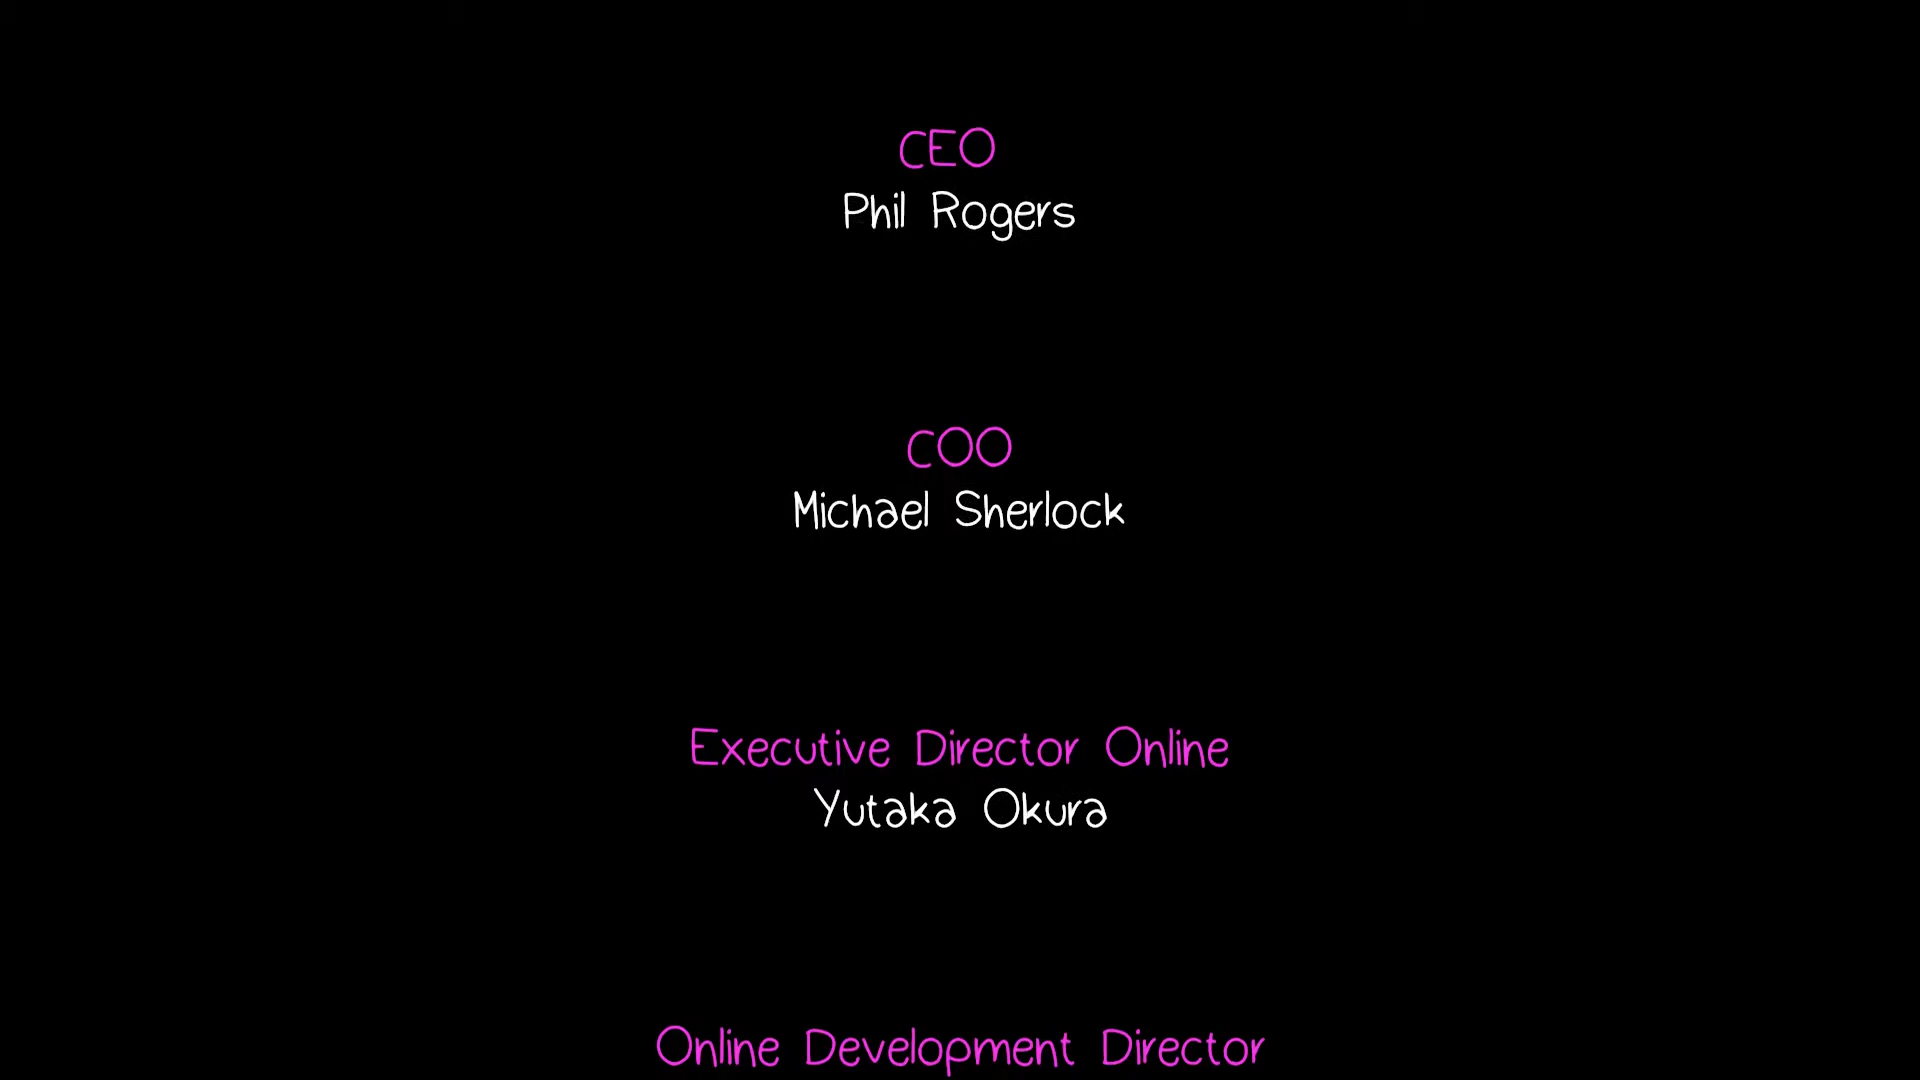 CEO
Phil Rogers
COO
Michael Sherlock
Executive Director Online
Yutaka Okura
Online Development Director